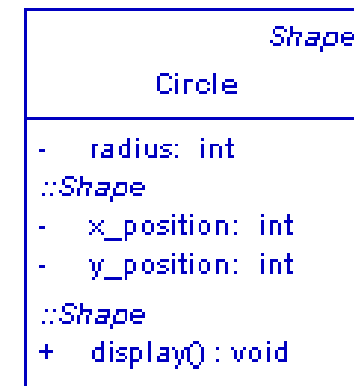 Shape
Circle
- radius: int
::Shape
- x_position: int
- y_position: int
::Shape
+ display() : void